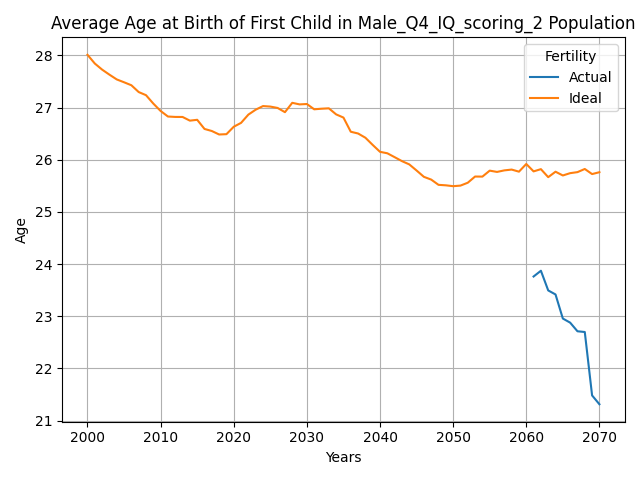 Average Age at Birth of First Child in Male_Q4_IQ_scoring_2 Population
Fertility
Actual
Ideal
28
27
26
25
24
23
22
21
Age
2000 2010 2020 2030 2040 2050 2060 2070
Years